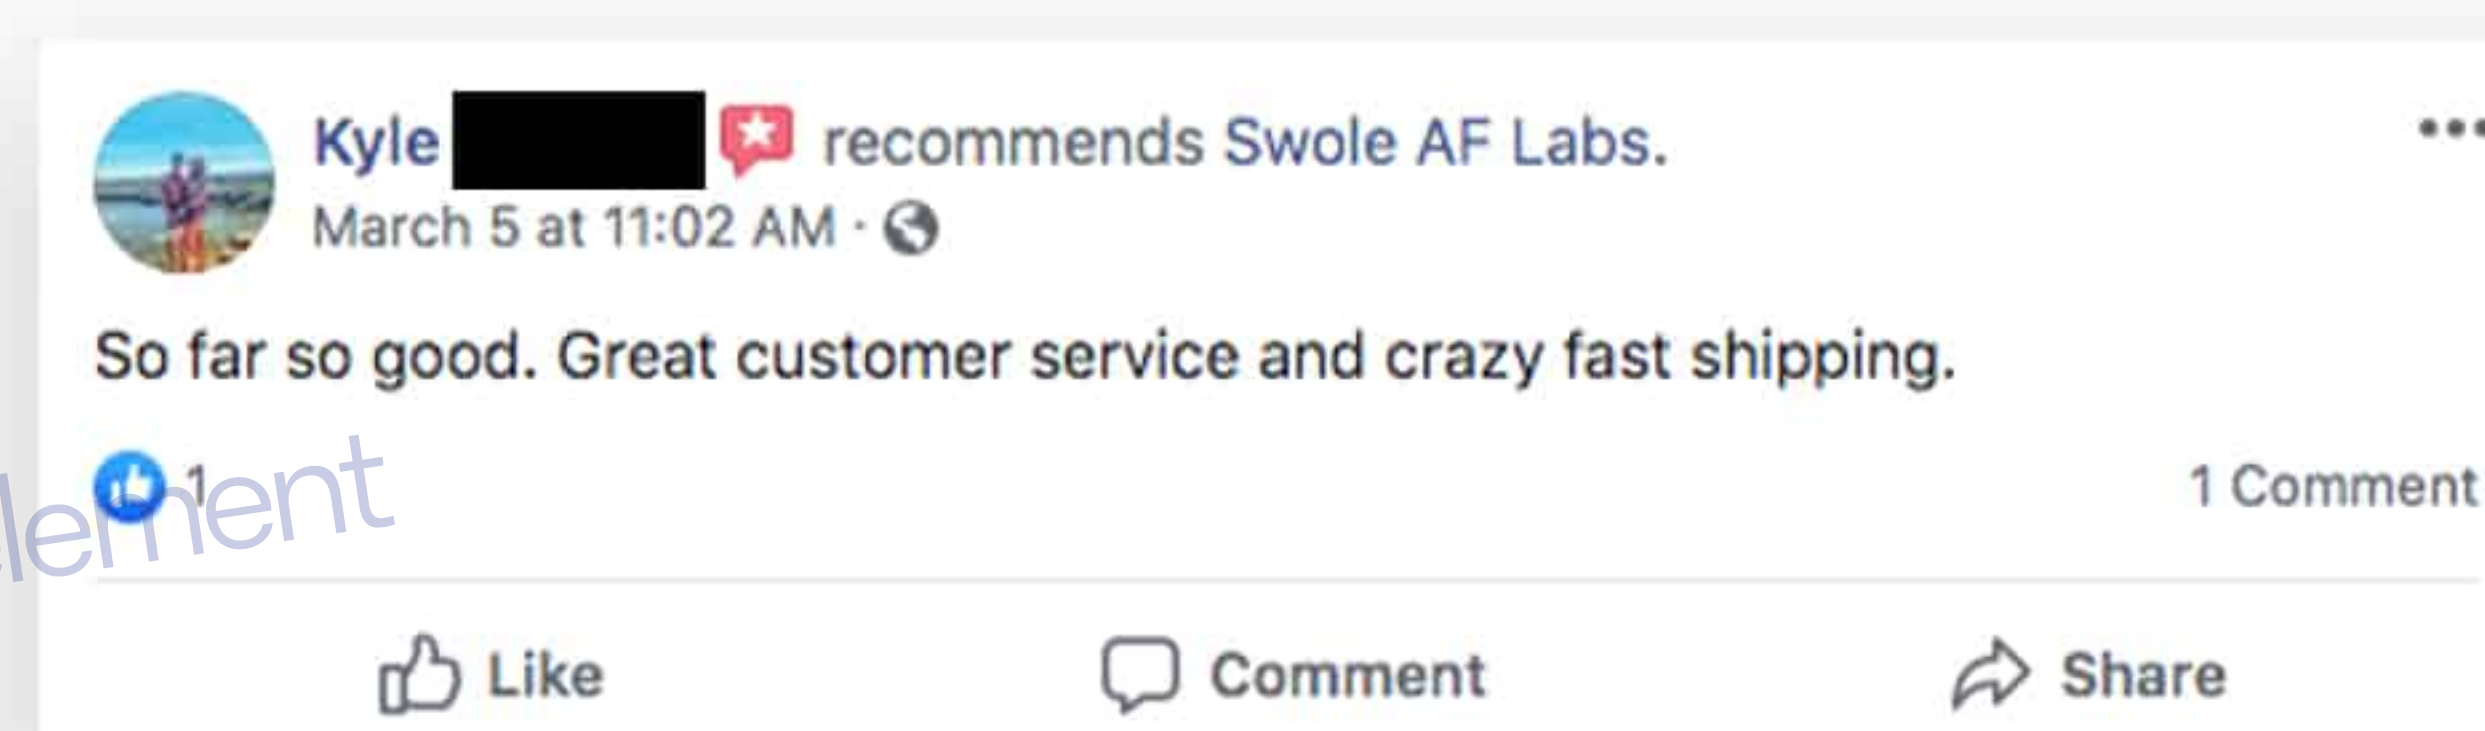 Kyle recommends Swole AF Labs.
March 5 at 11:02 AM ·
So far so good. Great customer service and crazy fast shipping.
1
1 Comment
Like
Comment
Share